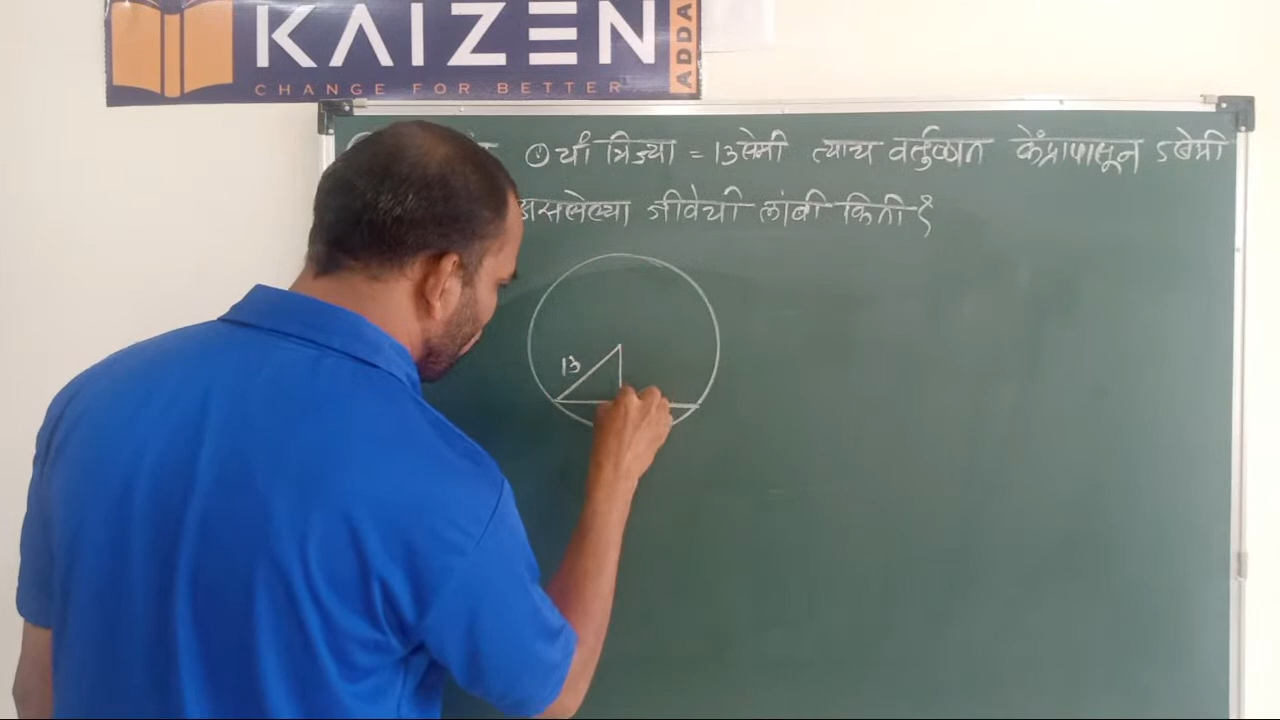 KAIZEN
ADDA
CHANGE FOR BETTER
ची त्रिज्या = 13सेमी त्याच वर्तुळात केंद्रापासून 5सेमी
असलेल्या जीवेची लांबी किती?
13